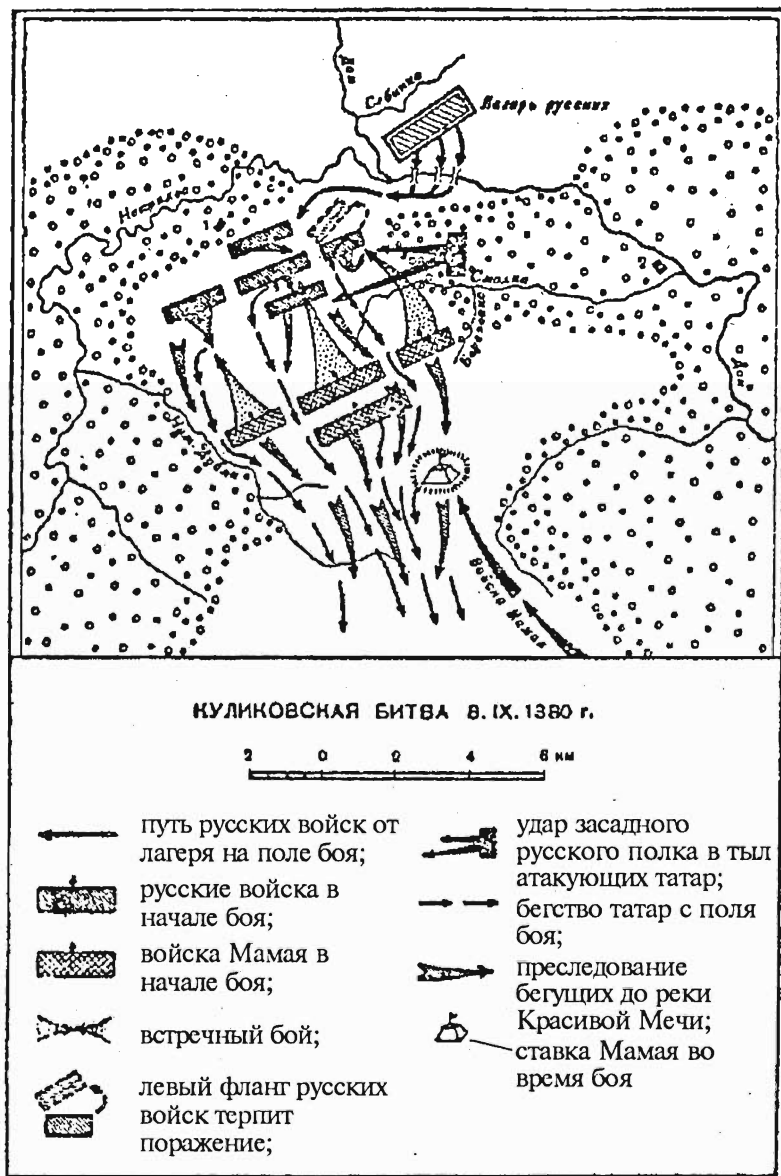 Дон
Лагерь русских
Смолка
Дон
Войска Мамая
КУЛИКОВСКАЯ БИТВА 8.IX.1380 г.
2 0 2 4 6 км
путь русских войск от
лагеря на поле боя;
русские войска в
начале боя;
войска Мамая в
начале боя;
встречный бой;
левый фланг русских
войск терпит
поражение;
удар засадного
русского полка в тыл
атакующих татар;
бегство татар с поля
боя;
преследование
бегущих до реки
Красивой Мечи;
ставка Мамая во
время боя